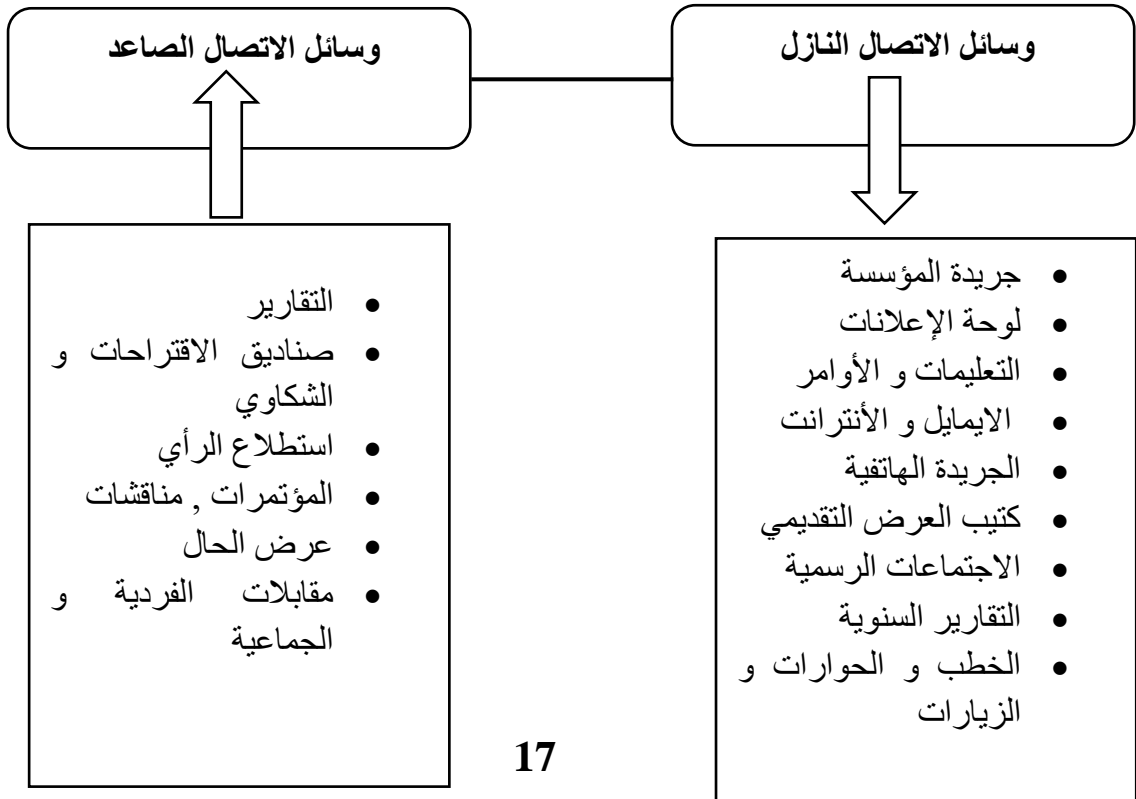 وسائل الاتصال النازل
وسائل الاتصال الصاعد
• جريدة المؤسسة
• لوحة الإعلانات
• التعليمات و الأوامر
• الايمايل و الأنترانت
• الجريدة الهاتفية
• كتيب العرض التقديمي
• الاجتماعات الرسمية
• التقارير السنوية
• الخطب و الحوارات و
الزيارات
• التقارير
• صناديق الاقتراحات و
الشكاوي
• استطلاع الرأي
• المؤتمرات , مناقشات
• عرض الحال
• مقابلات الفردية و
الجماعية
17